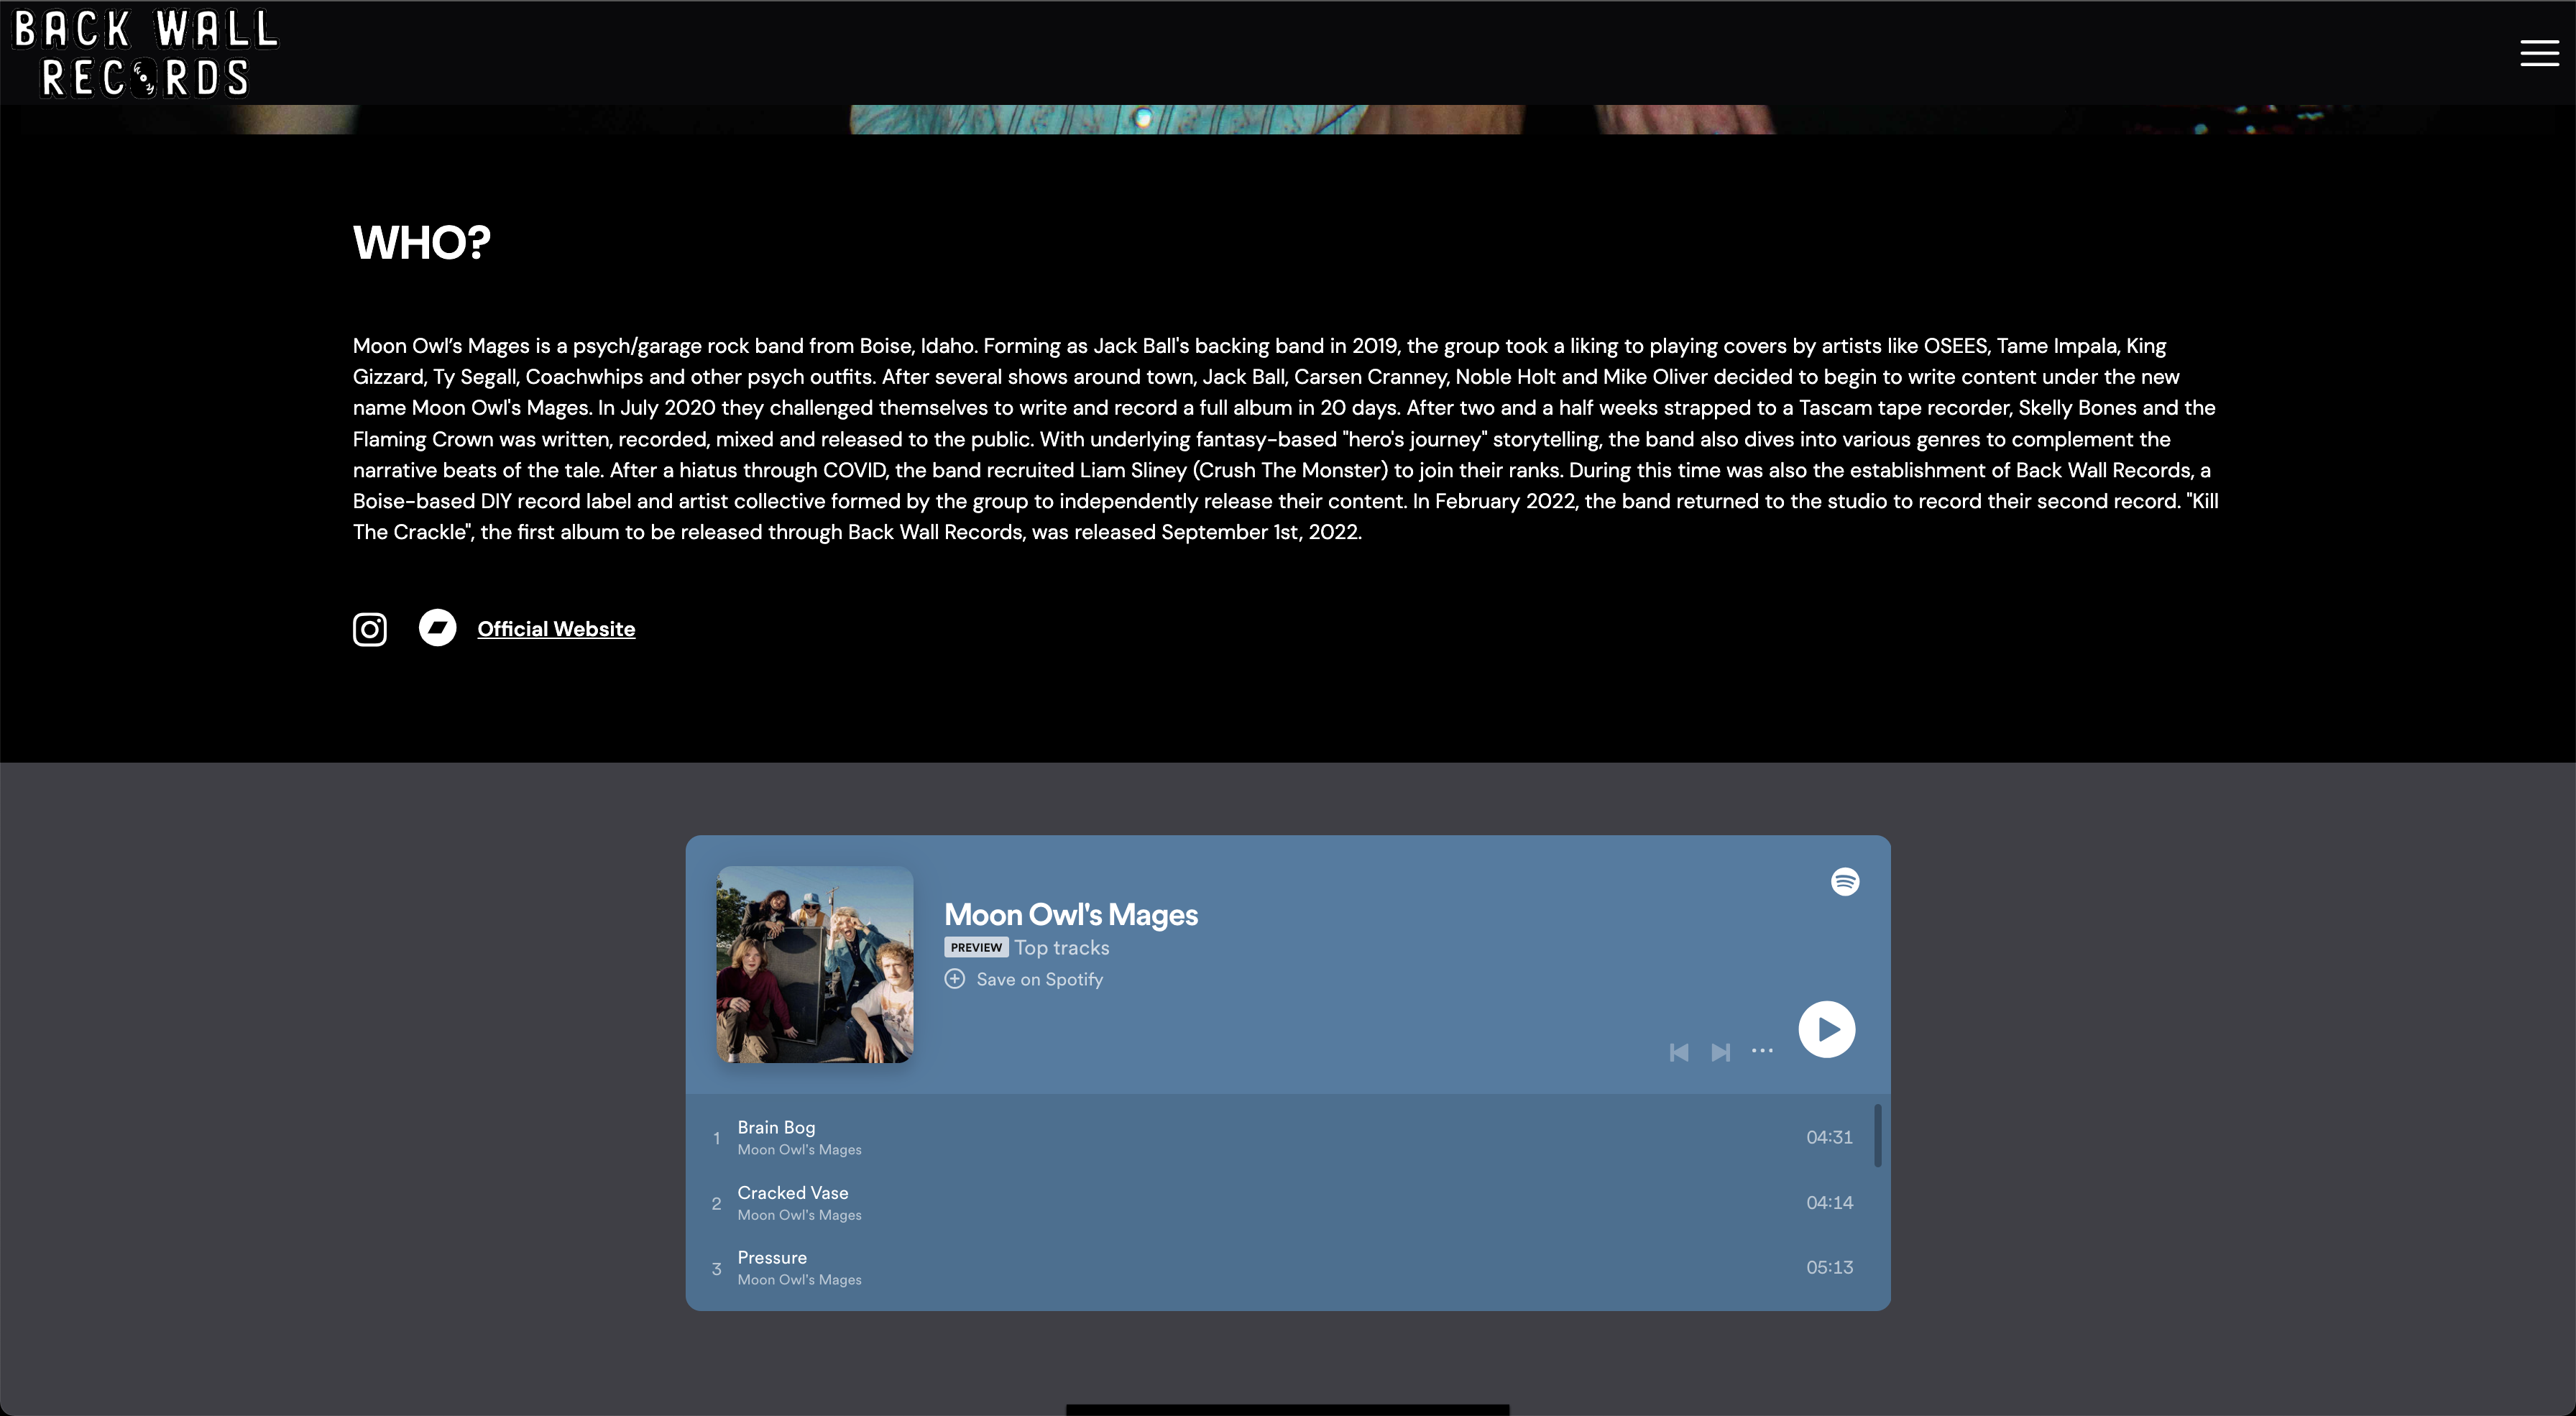 BACK WALL
RECORDS
WHO?
Moon Owl’s Mages is a psych/garage rock band from Boise, Idaho. Forming as Jack Ball's backing band in 2019, the group took a liking to playing covers by artists like OSEES, Tame Impala, King
Gizzard, Ty Segall, Coachwhips and other psych outfits. After several shows around town, Jack Ball, Carsen Cranney, Noble Holt and Mike Oliver decided to begin to write content under the new
name Moon Owl's Mages. In July 2020 they challenged themselves to write and record a full album in 20 days. After two and a half weeks strapped to a Tascam tape recorder, Skelly Bones and the
Flaming Crown was written, recorded, mixed and released to the public. With underlying fantasy-based "hero's journey" storytelling, the band also dives into various genres to complement the
narrative beats of the tale. After a hiatus through COVID, the band recruited Liam Sliney (Crush The Monster) to join their ranks. During this time was also the establishment of Back Wall Records, a
Boise-based DIY record label and artist collective formed by the group to independently release their content. In February 2022, the band returned to the studio to record their second record. "Kill
The Crackle", the first album to be released through Back Wall Records, was released September 1st, 2022.
Official Website
Moon Owl's Mages
PREVIEW Top tracks
Save on Spotify
1 Brain Bog 04:31
Moon Owl's Mages
2 Cracked Vase 04:14
Moon Owl's Mages
3 Pressure 05:13
Moon Owl's Mages